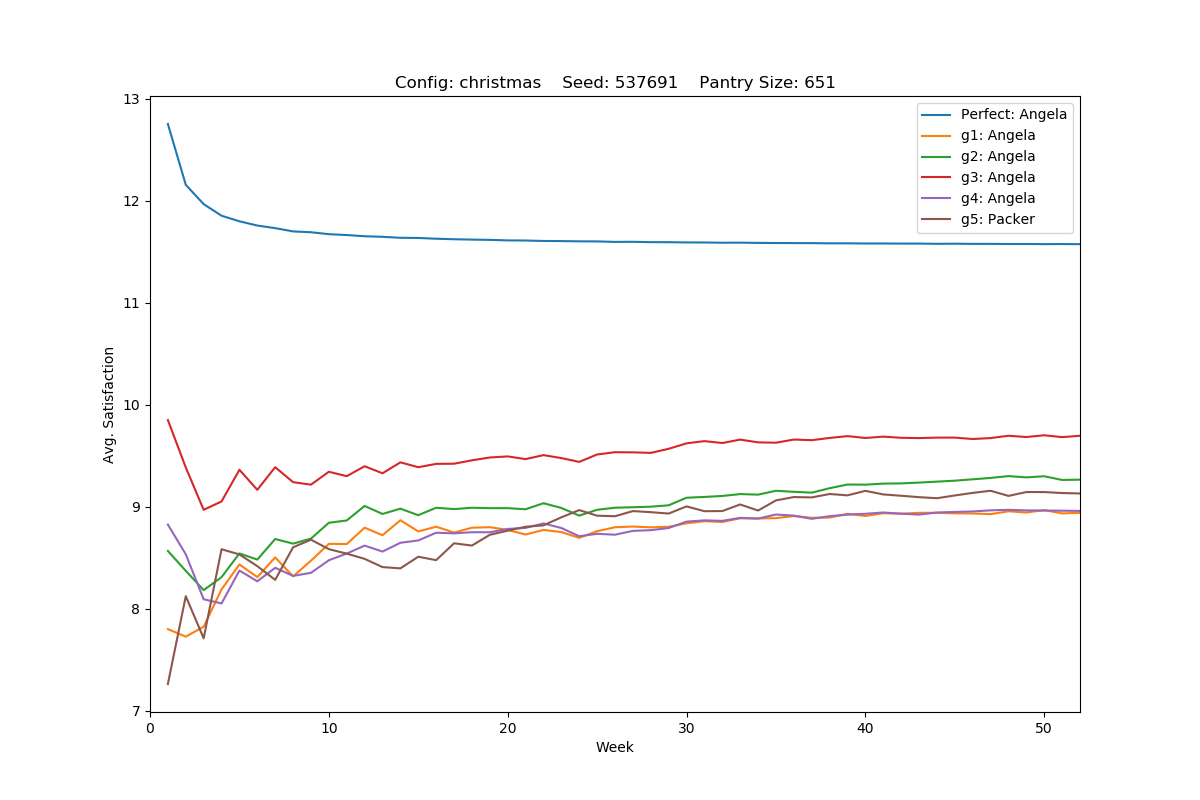 Config: christmas    Seed: 537691    Pantry Size: 651
13
12
11
10
9
8
7
Avg. Satisfaction
Perfect: Angela
g1: Angela
g2: Angela
g3: Angela
g4: Angela
g5: Packer
0 10 20 30 40 50
Week